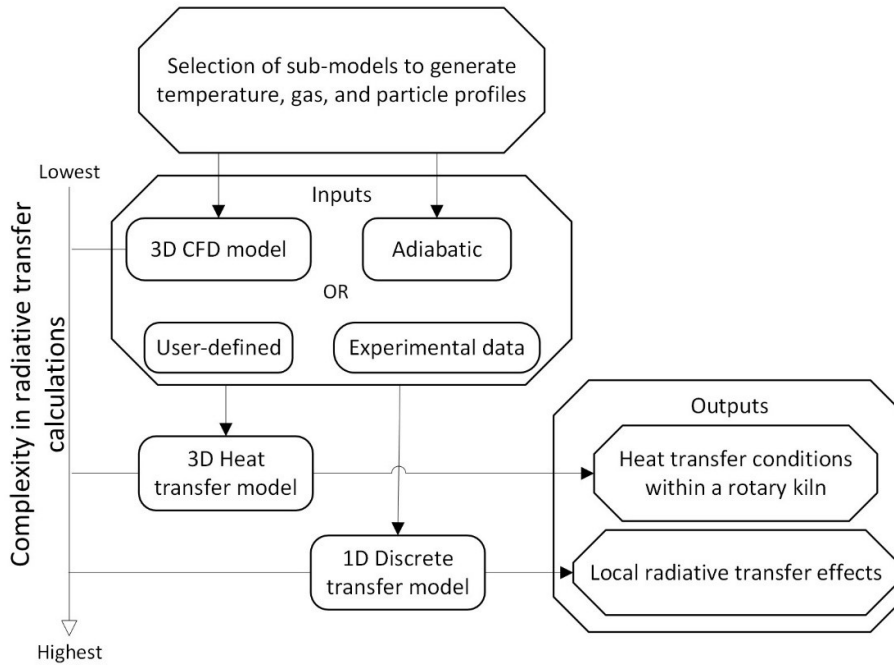 Selection of sub-models to generate
temperature, gas, and particle profiles
Lowest
Inputs
3D CFD model
Adiabatic
OR
User-defined
Experimental data
Complexity in radiative transfer
calculations
Outputs
3D Heat
transfer model
Heat transfer conditions
within a rotary kiln
1D Discrete
transfer model
Local radiative transfer effects
Highest